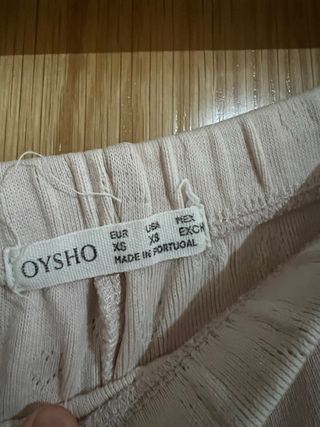 OYSHO
EUR USA MEX
XS XS EXCH
MADE IN PORTUGAL